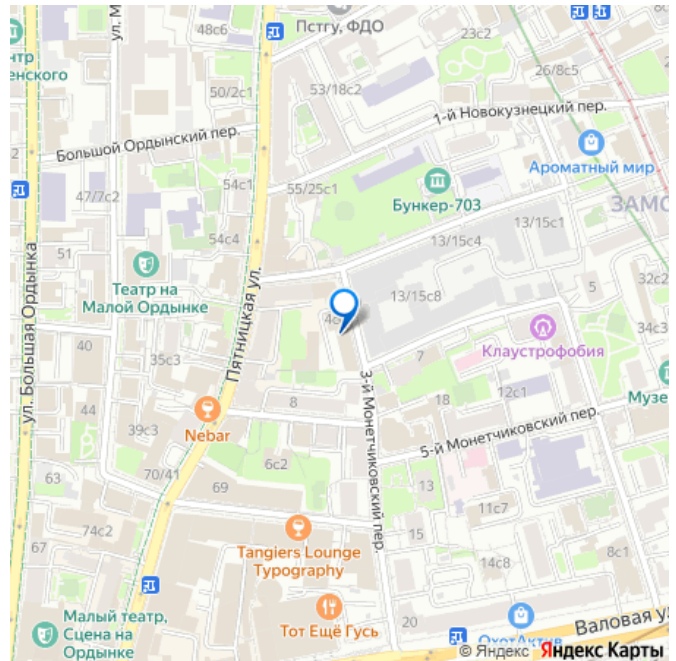 48с6
Пстгу, ФДО
23с2
нтр
енского
ул. М
50/2с1
53/18с2
26/8с5
1-й Новокузнецкий пер.
Большой Ордынский пер.
Ароматный мир
54с1
55/25с1
47/7с2
Бункер-703
ЗАМО
13/15с1
51
54с4
13/15с4
Театр на
Малой Ордынке
ул. Большая Ордынка
Пятницкая ул.
13/15с8
5
32с2
34с3
40
35с3
7
Клаустрофобия
Музе
44
39с3
Nebar
8
3-й Монетчиковский пер.
18
12с1
5-й Монетчиковский пер.
63
70/41
6с2
69
13
11с7
74с2
67
Tangiers Lounge
Typography
15
14с8
8с1
Малый театр,
Сцена на
Ордынке
Тот Ещё Гусь
20
ОхотАктив
Валовая ул
© Яндекс Яндекс Карты